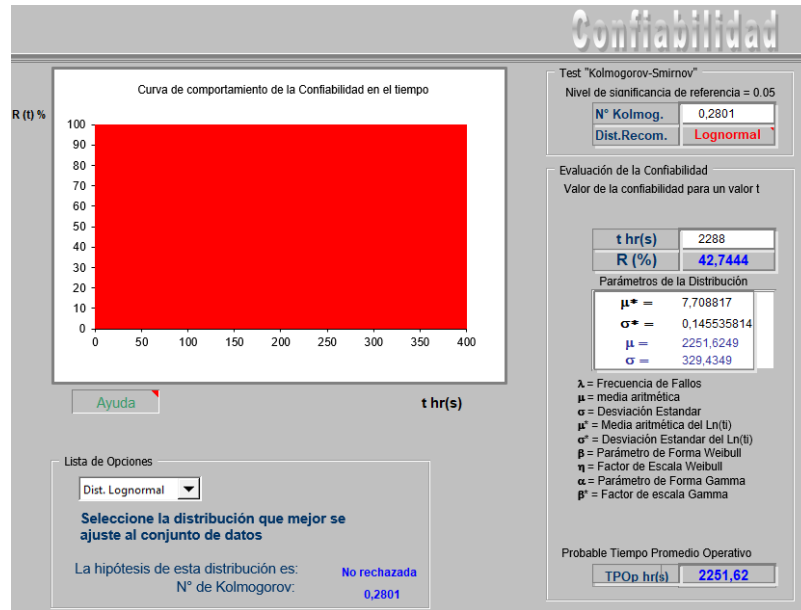 Confiabilidad
Curva de comportamiento de la Confiabilidad en el tiempo
R (t) %
100
90
80
70
60
50
40
30
20
10
0
0 50 100 150 200 250 300 350 400
Ayuda
t hr(s)
Lista de Opciones
Dist. Lognormal
Seleccione la distribución que mejor se
ajuste al conjunto de datos
La hipótesis de esta distribución es: No rechazada
N° de Kolmogorov: 0,2801
Test "Kolmogorov-Smirnov"
Nivel de significancia de referencia = 0.05
N° Kolmog. 0,2801
Dist.Recom. Lognormal
Evaluación de la Confiabilidad
Valor de la confiabilidad para un valor t
t hr(s) 2288
R (%) 42,7444
Parámetros de la Distribución
μ* = 7,708817
σ* = 0,145535814
μ = 2251,6249
σ = 329,4349
λ = Frecuencia de Fallos
μ = media aritmética
σ = Desviación Estandar
μ* = Media aritmética del Ln(ti)
σ* = Desviación Estandar del Ln(ti)
β = Parámetro de Forma Weibull
η = Factor de Escala Weibull
α = Parámetro de Forma Gamma
β* = Factor de escala Gamma
Probable Tiempo Promedio Operativo
TPOp hr(s) 2251,62